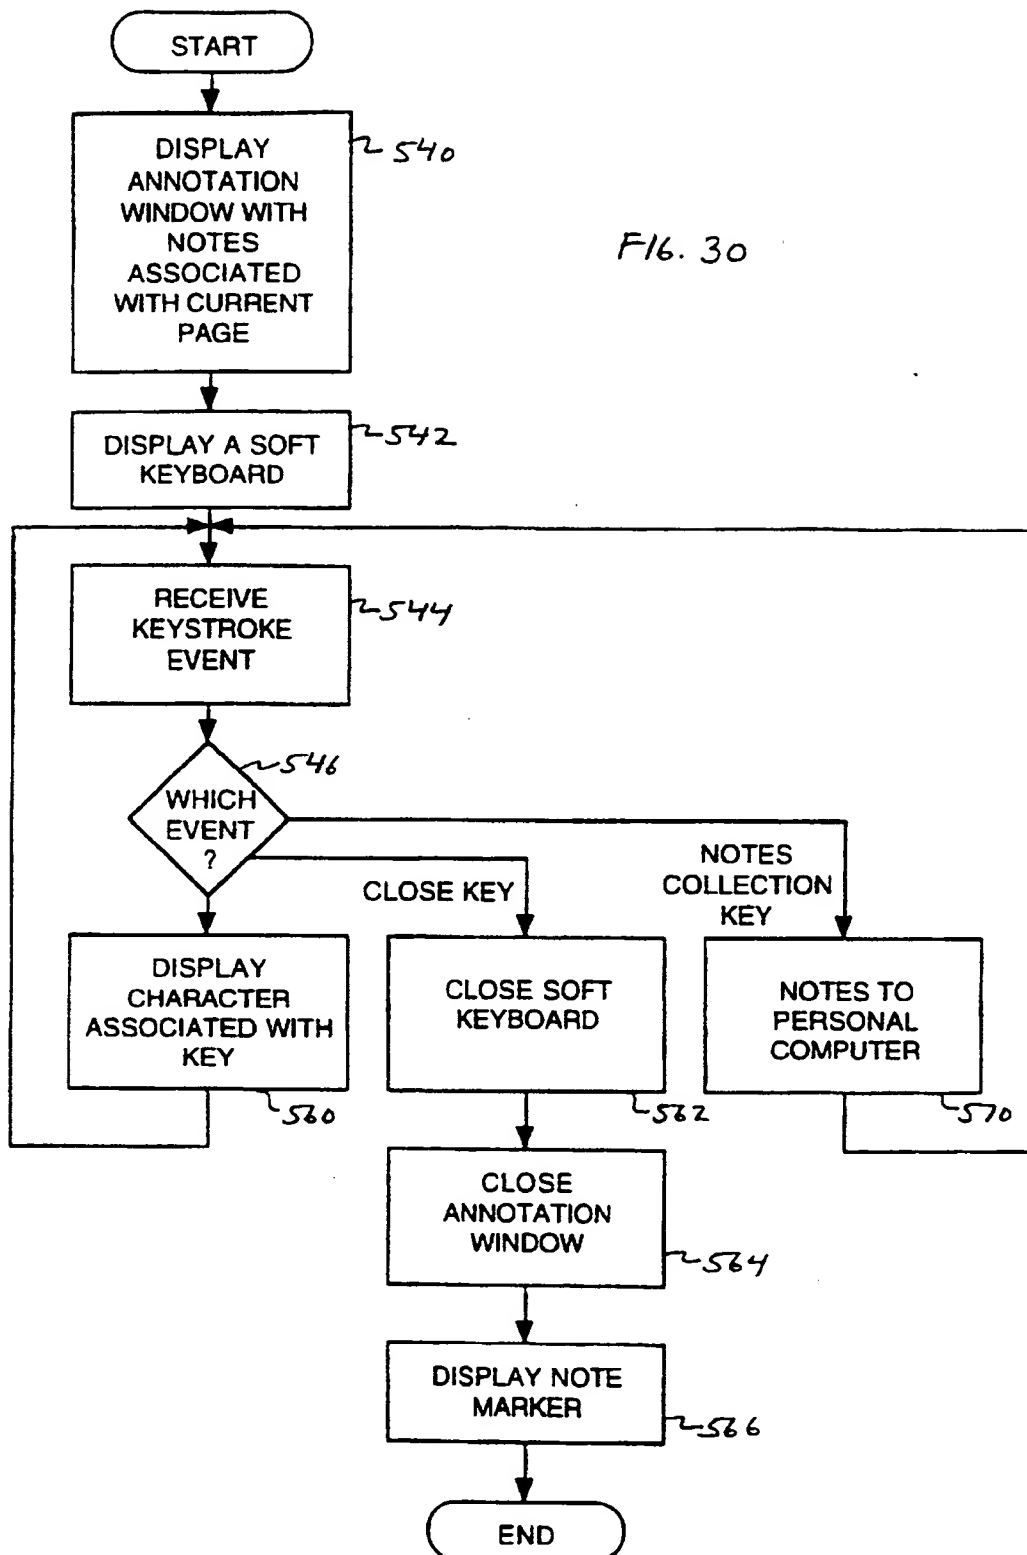 START
DISPLAY
ANNOTATION
WINDOW WITH
NOTES
ASSOCIATED
WITH CURRENT
PAGE
540
FIG. 30
DISPLAY A SOFT
KEYBOARD
542
RECEIVE
KEYSTROKE
EVENT
544
WHICH
EVENT
?
546
CLOSE KEY
NOTES
COLLECTION
KEY
DISPLAY
CHARACTER
ASSOCIATED WITH
KEY
560
CLOSE SOFT
KEYBOARD
562
NOTES TO
PERSONAL
COMPUTER
570
CLOSE
ANNOTATION
WINDOW
564
DISPLAY NOTE
MARKER
566
END